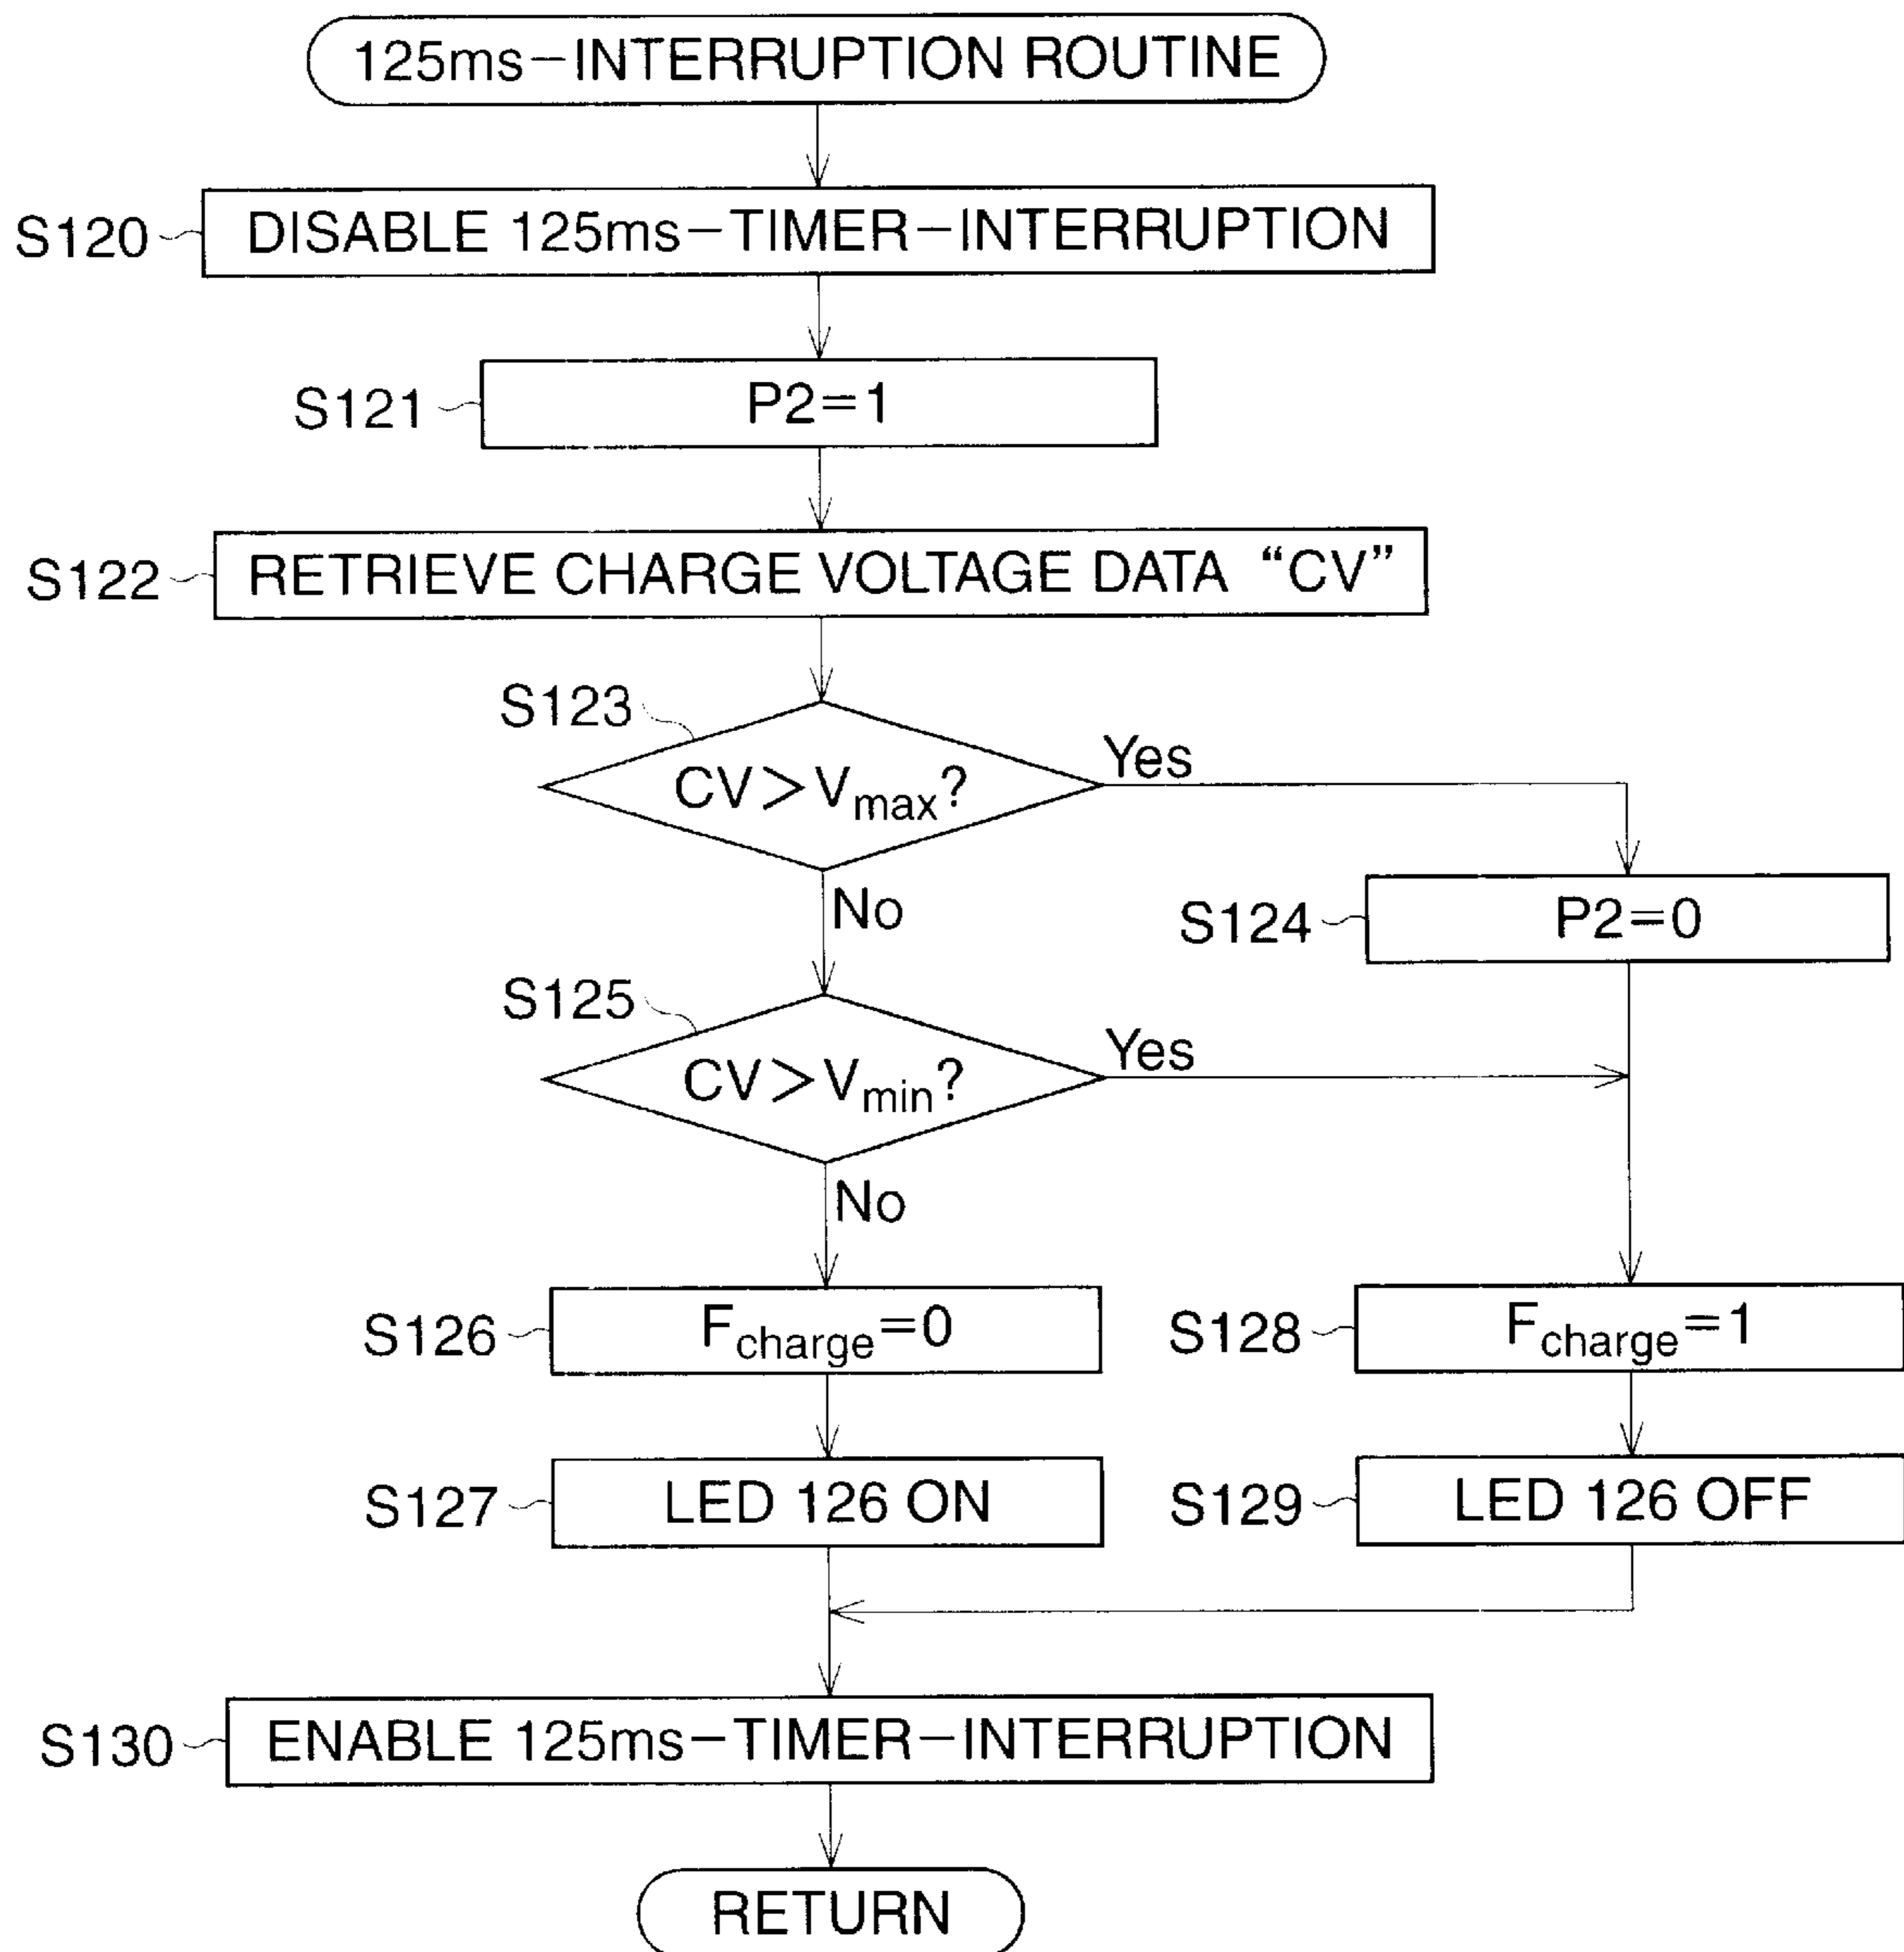 125ms-INTERRUPTION ROUTINE
S120
DISABLE 125ms-TIMER-INTERRUPTION
S121
P2=1
S122
RETRIEVE CHARGE VOLTAGE DATA “CV”
S123
CV>Vmax?
Yes
No
S124
P2=0
S125
CV>Vmin?
Yes
No
S126
Fcharge=0
S128
Fcharge=1
S127
LED 126 ON
S129
LED 126 OFF
S130
ENABLE 125ms-TIMER-INTERRUPTION
RETURN